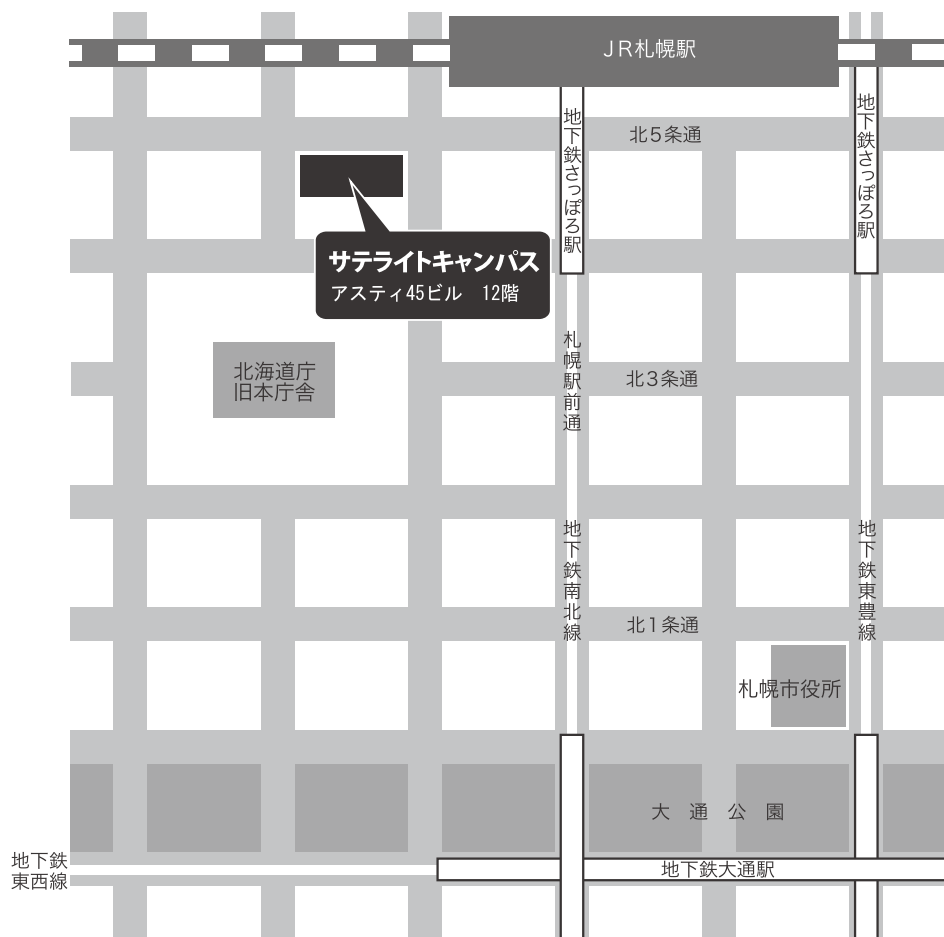 JR札幌駅
地下鉄さっぽろ駅
地下鉄さっぽろ駅
北5条通
サテライトキャンパス
アスティ45ビル　12階
札幌駅前通
北海道庁
旧本庁舎
北3条通
地下鉄南北線
地下鉄東豊線
北1条通
札幌市役所
大　通　公　園
地下鉄
東西線
地下鉄大通駅